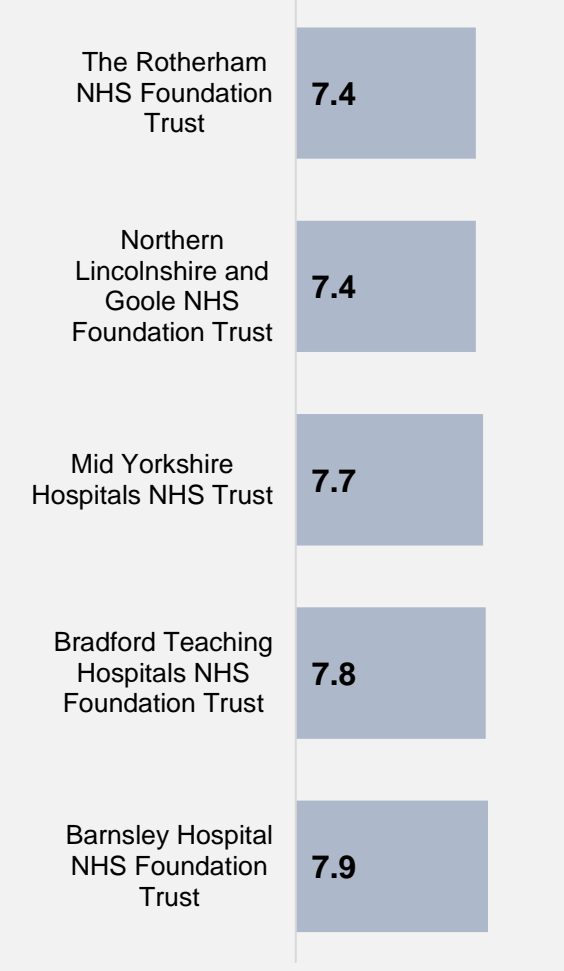 The Rotherham
NHS Foundation
Trust
7.4
Northern
Lincolnshire and
Goole NHS
Foundation Trust
7.4
Mid Yorkshire
Hospitals NHS Trust
7.7
Bradford Teaching
Hospitals NHS
Foundation Trust
7.8
Barnsley Hospital
NHS Foundation
Trust
7.9